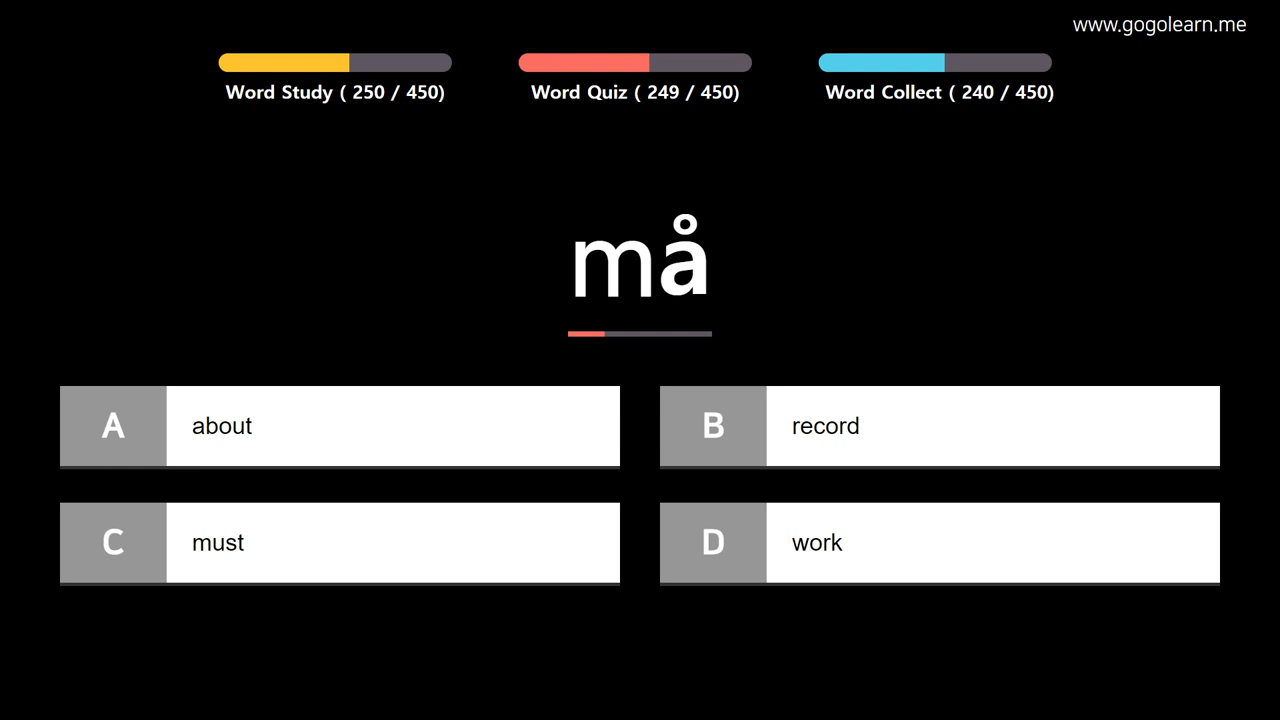 www.gogolearn.me
Word Study ( 250 / 450)
Word Quiz ( 249 / 450)
Word Collect ( 240 / 450)
må
A about
B record
C must
D work